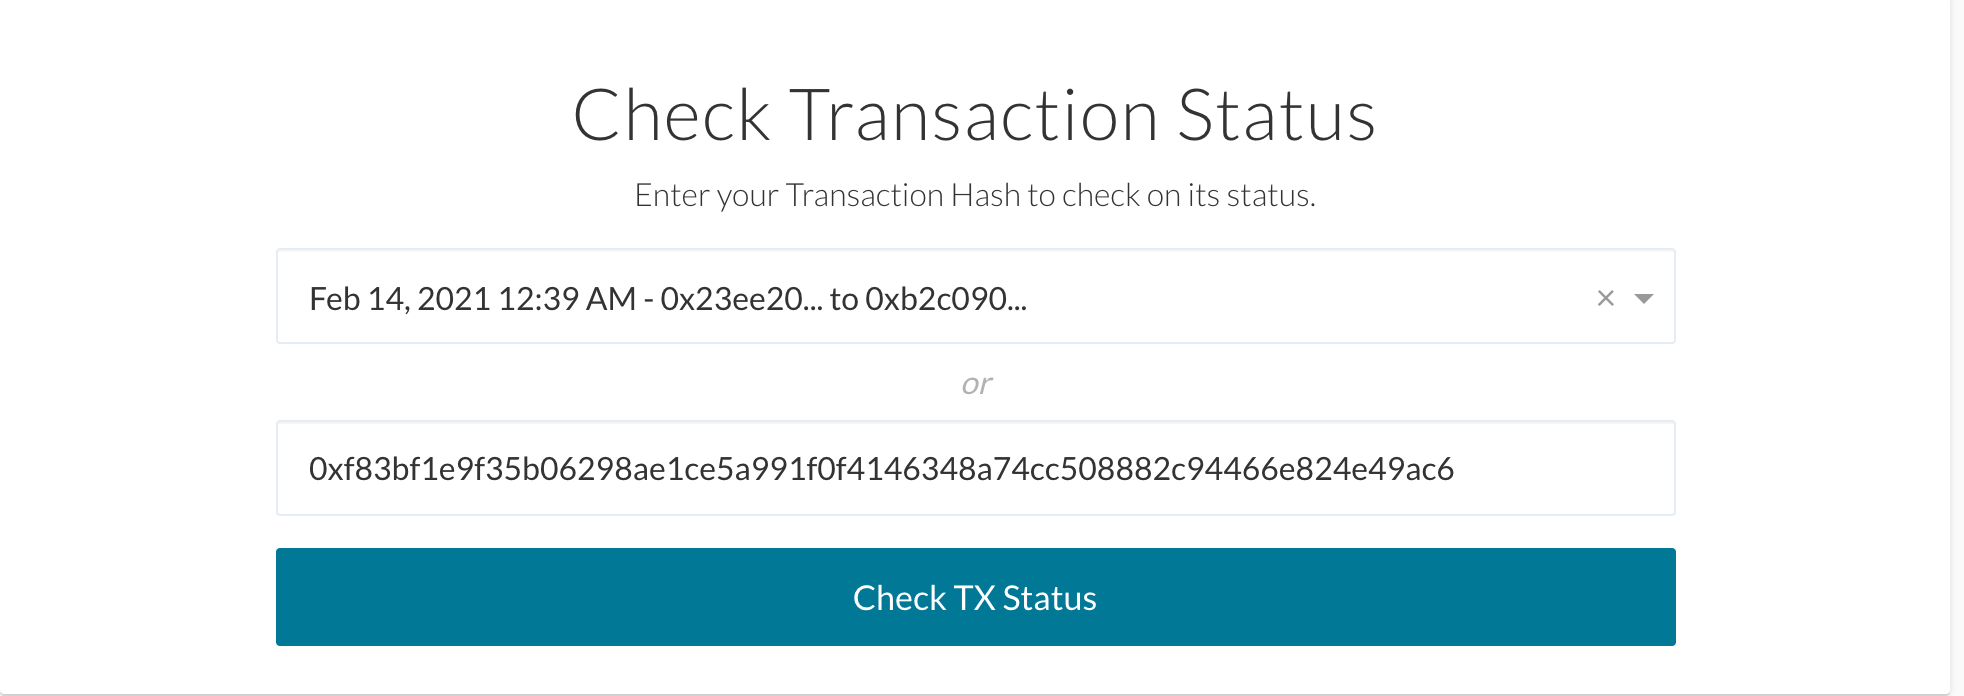 Check Transaction Status
Enter your Transaction Hash to check on its status.
Feb 14, 2021 12:39 AM - 0x23ee20... to 0xb2c090...
or
0xf83bf1e9f35b06298ae1ce5a991f0f4146348a74cc508882c94466e824e49ac6
Check TX Status